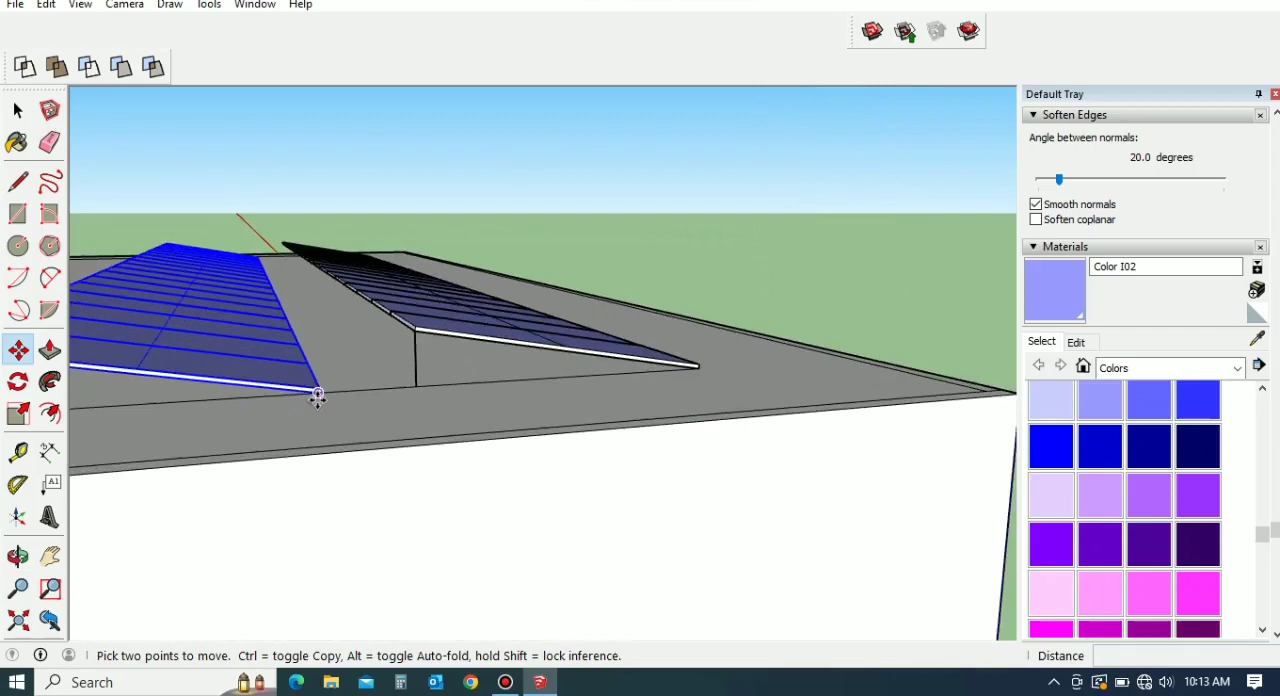 File Edit View Camera Draw Tools Window Help
Default Tray
Soften Edges
Angle between normals:
20.0 degrees
Smooth normals
Soften coplanar
Materials
Color I02
Select Edit
Colors
A1
Pick two points to move. Ctrl = toggle Copy, Alt = toggle Auto-fold, hold Shift = lock inference.
Distance
Search
10:13 AM